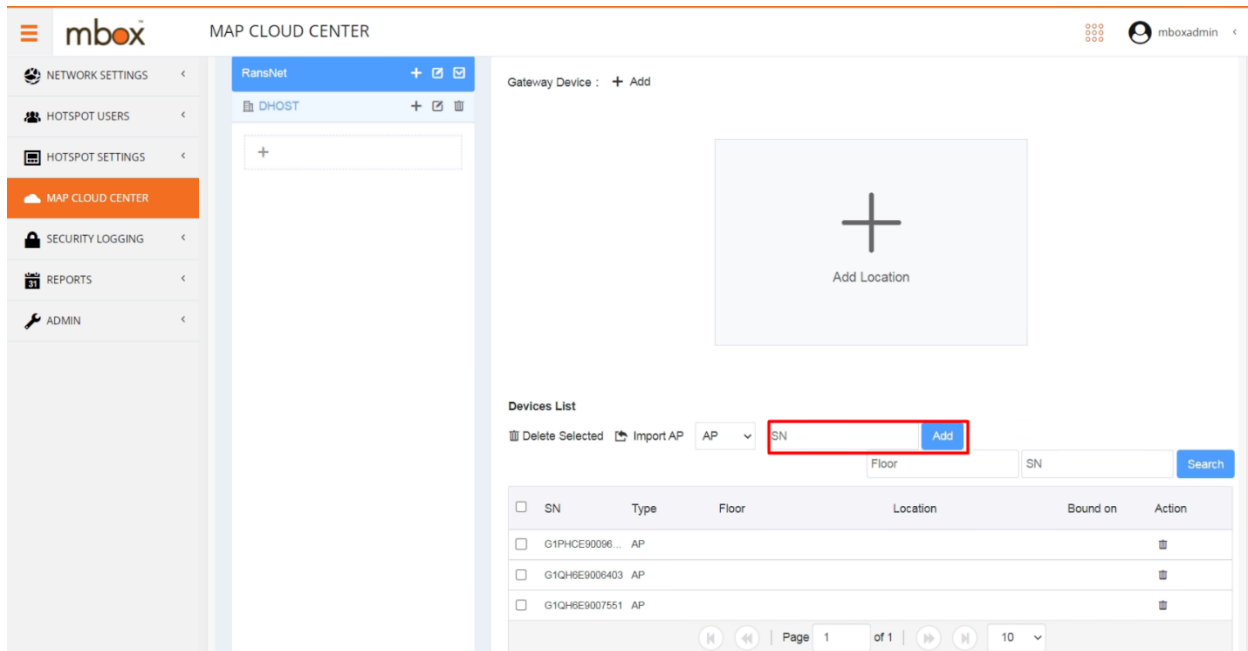 mbox
MAP CLOUD CENTER
mboxadmin
NETWORK SETTINGS
HOTSPOT USERS
HOTSPOT SETTINGS
MAP CLOUD CENTER
SECURITY LOGGING
REPORTS
31
ADMIN
RansNet
DHOST
Gateway Device : + Add
Add Location
Devices List
Delete Selected Import AP AP SN Add
Floor SN Search
SN Type Floor Location Bound on Action
G1PHCE90096... AP
G1QH6E9006403 AP
G1QH6E9007551 AP
Page 1 of 1 10